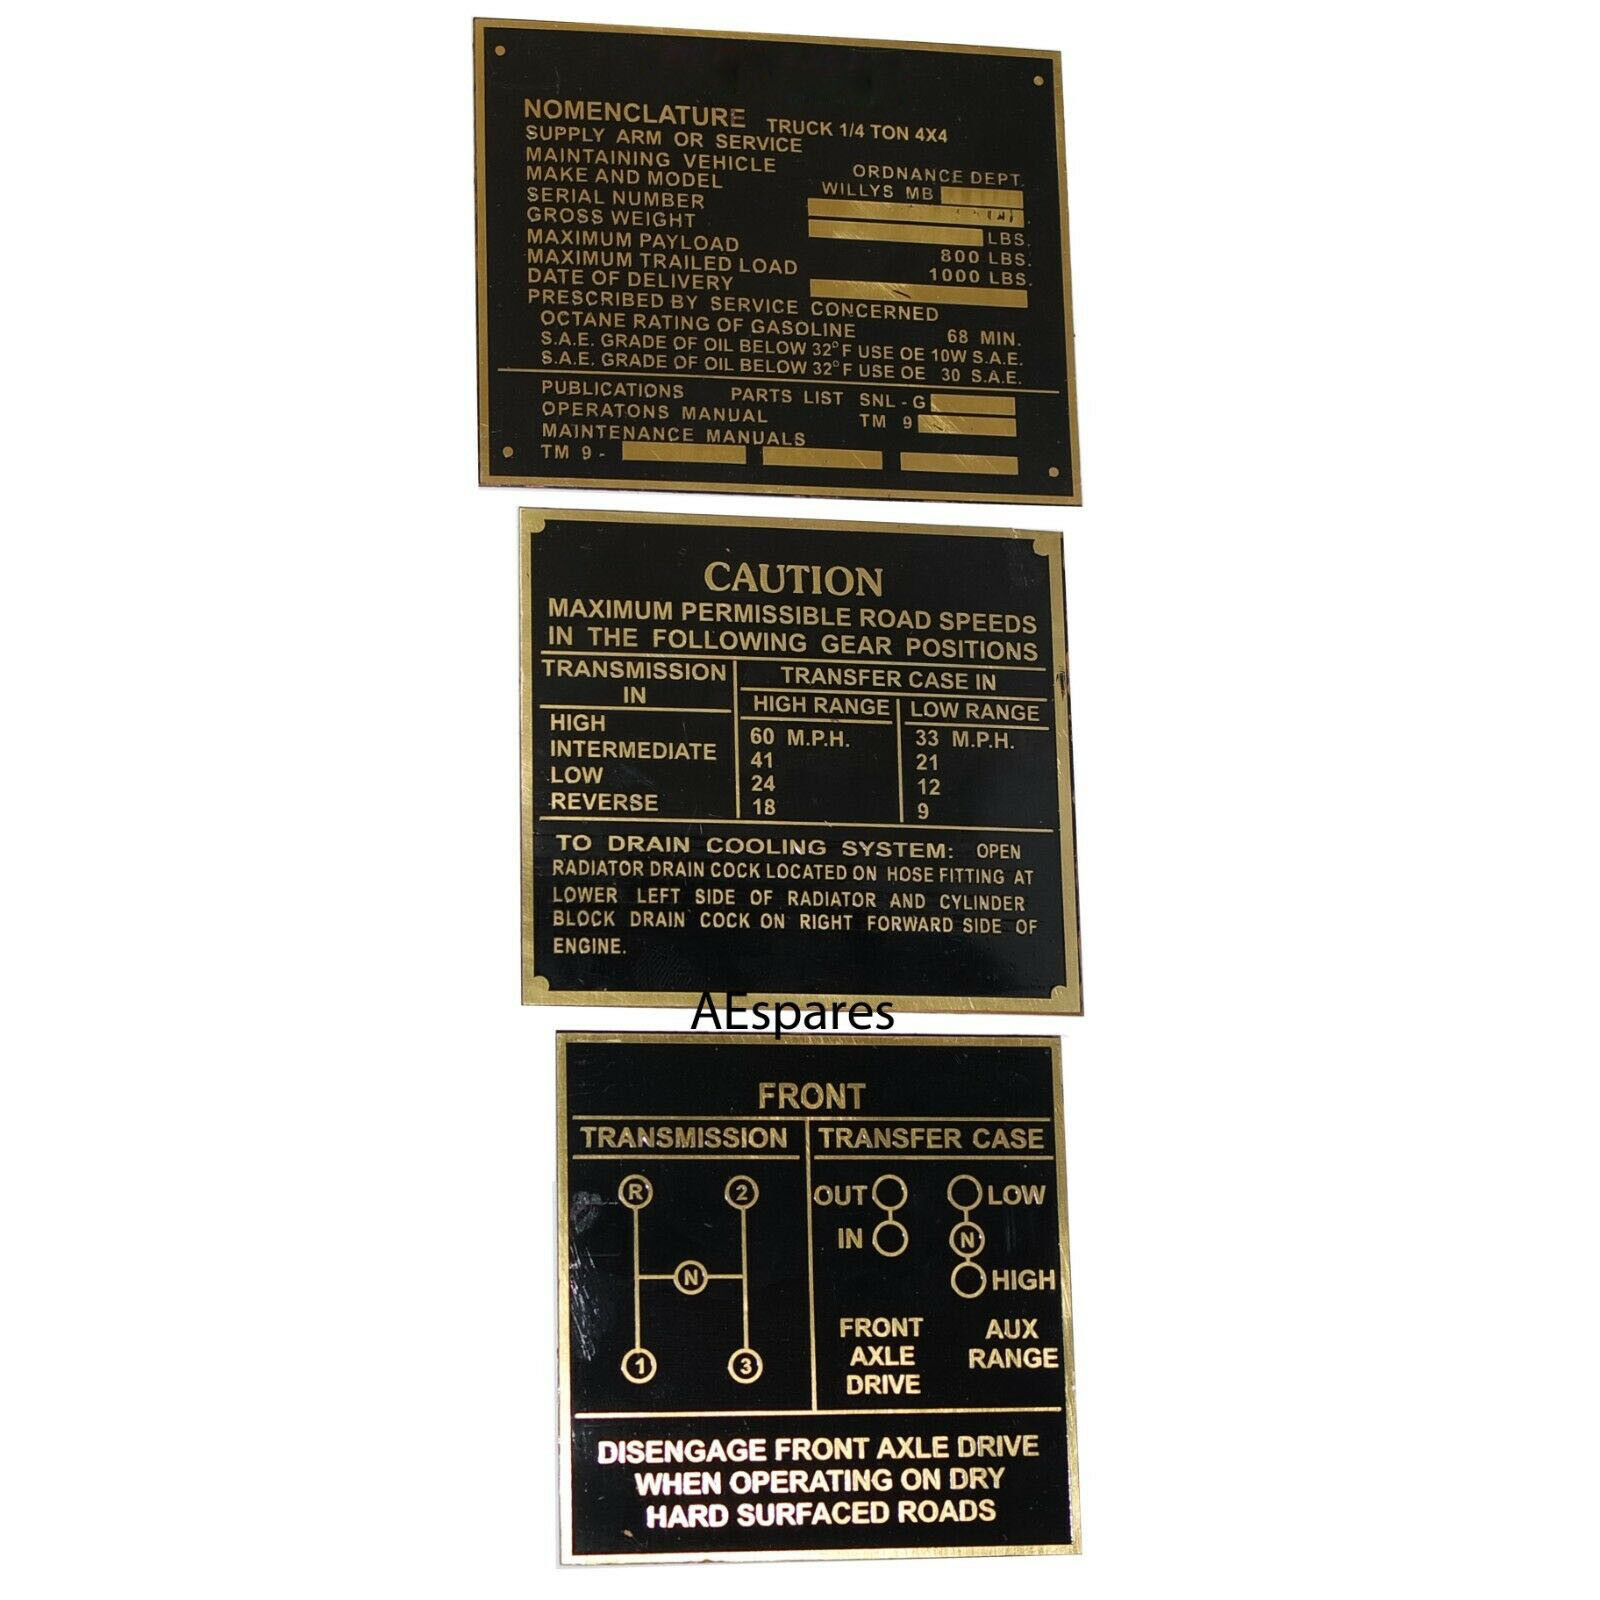 NOMENCLATURE TRUCK 1/4 TON 4X4
SUPPLY ARM OR SERVICE
MAINTAINING VEHICLE ORDNANCE DEPT.
MAKE AND MODEL WILLYS MB
SERIAL NUMBER
GROSS WEIGHT LBS.
MAXIMUM PAYLOAD 800 LBS.
MAXIMUM TRAILED LOAD 1000 LBS.
DATE OF DELIVERY
PRESCRIBED BY SERVICE CONCERNED
OCTANE RATING OF GASOLINE 68 MIN.
S.A.E. GRADE OF OIL BELOW 32°F USE OE 10W S.A.E.
S.A.E. GRADE OF OIL BELOW 32°F USE OE 30 S.A.E.
PUBLICATIONS PARTS LIST SNL - G
OPERATONS MANUAL TM 9
MAINTENANCE MANUALS
TM 9 -
CAUTION
MAXIMUM PERMISSIBLE ROAD SPEEDS
IN THE FOLLOWING GEAR POSITIONS
TRANSMISSION IN
TRANSFER CASE IN
HIGH RANGE LOW RANGE
HIGH 60 M.P.H. 33 M.P.H.
INTERMEDIATE 41 21
LOW 24 12
REVERSE 18 9
TO DRAIN COOLING SYSTEM: OPEN
RADIATOR DRAIN COCK LOCATED ON HOSE FITTING AT
LOWER LEFT SIDE OF RADIATOR AND CYLINDER
BLOCK DRAIN COCK ON RIGHT FORWARD SIDE OF
ENGINE.
AEspares
FRONT
TRANSMISSION TRANSFER CASE
R 2 OUT LOW
IN N
N HIGH
1 3
FRONT AXLE DRIVE
AUX RANGE
DISENGAGE FRONT AXLE DRIVE
WHEN OPERATING ON DRY
HARD SURFACED ROADS